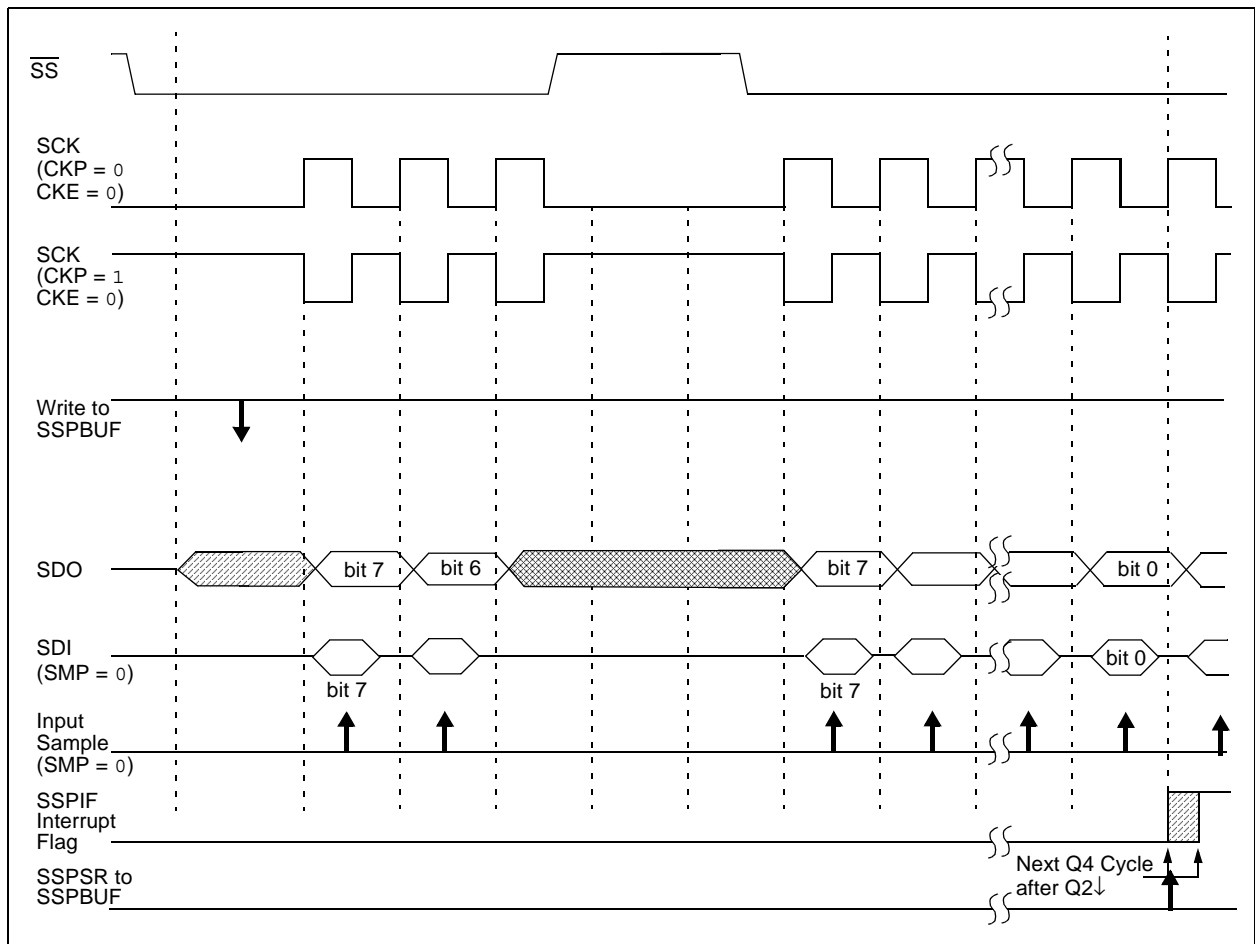 SS
SCK
(CKP = 0
CKE = 0)
SCK
(CKP = 1
CKE = 0)
Write to
SSPBUF
SDO
bit 7
bit 6
bit 7
bit 0
SDI
(SMP = 0)
bit 7
bit 7
bit 0
Input
Sample
(SMP = 0)
SSPIF
Interrupt
Flag
SSPSR to
SSPBUF
Next Q4 Cycle
after Q2↓